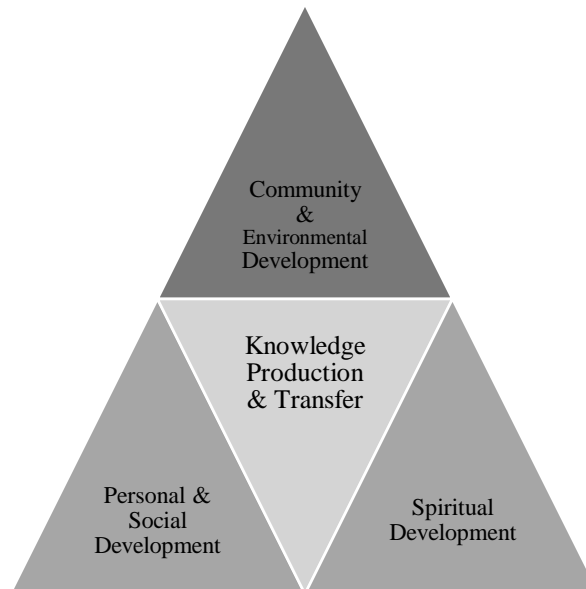 Community
&
Environmental
Development
Knowledge
Production
& Transfer
Personal &
Social
Development
Spiritual
Development